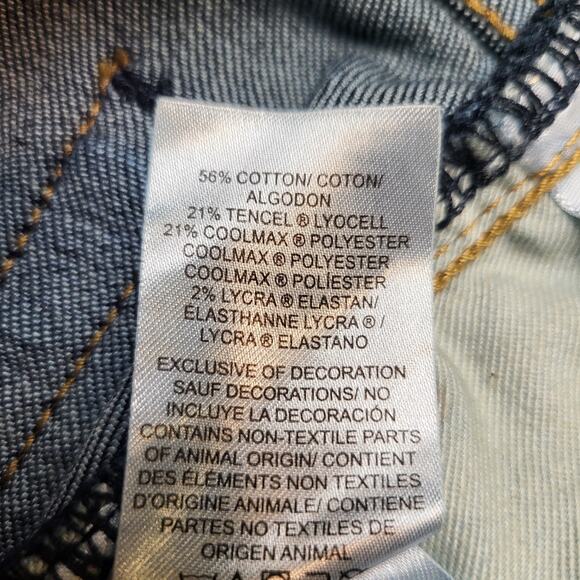 56% COTTON/ COTON/
ALGODON
21% TENCEL ® LYOCELL
21% COOLMAX ® POLYESTER
COOLMAX ® POLYESTER
COOLMAX ® POLÍESTER
2% LYCRA ® ELASTAN/
ELASTHANNE LYCRA ® /
LYCRA ® ELASTANO
EXCLUSIVE OF DECORATION
SAUF DECORATIONS/ NO
INCLUYE LA DECORACIÓN
CONTAINS NON-TEXTILE PARTS
OF ANIMAL ORIGIN/ CONTIENT
DES ÉLEMENTS NON TEXTILES
D'ORIGINE ANIMALE/ CONTIENE
PARTES NO TEXTILES DE
ORIGEN ANIMAL